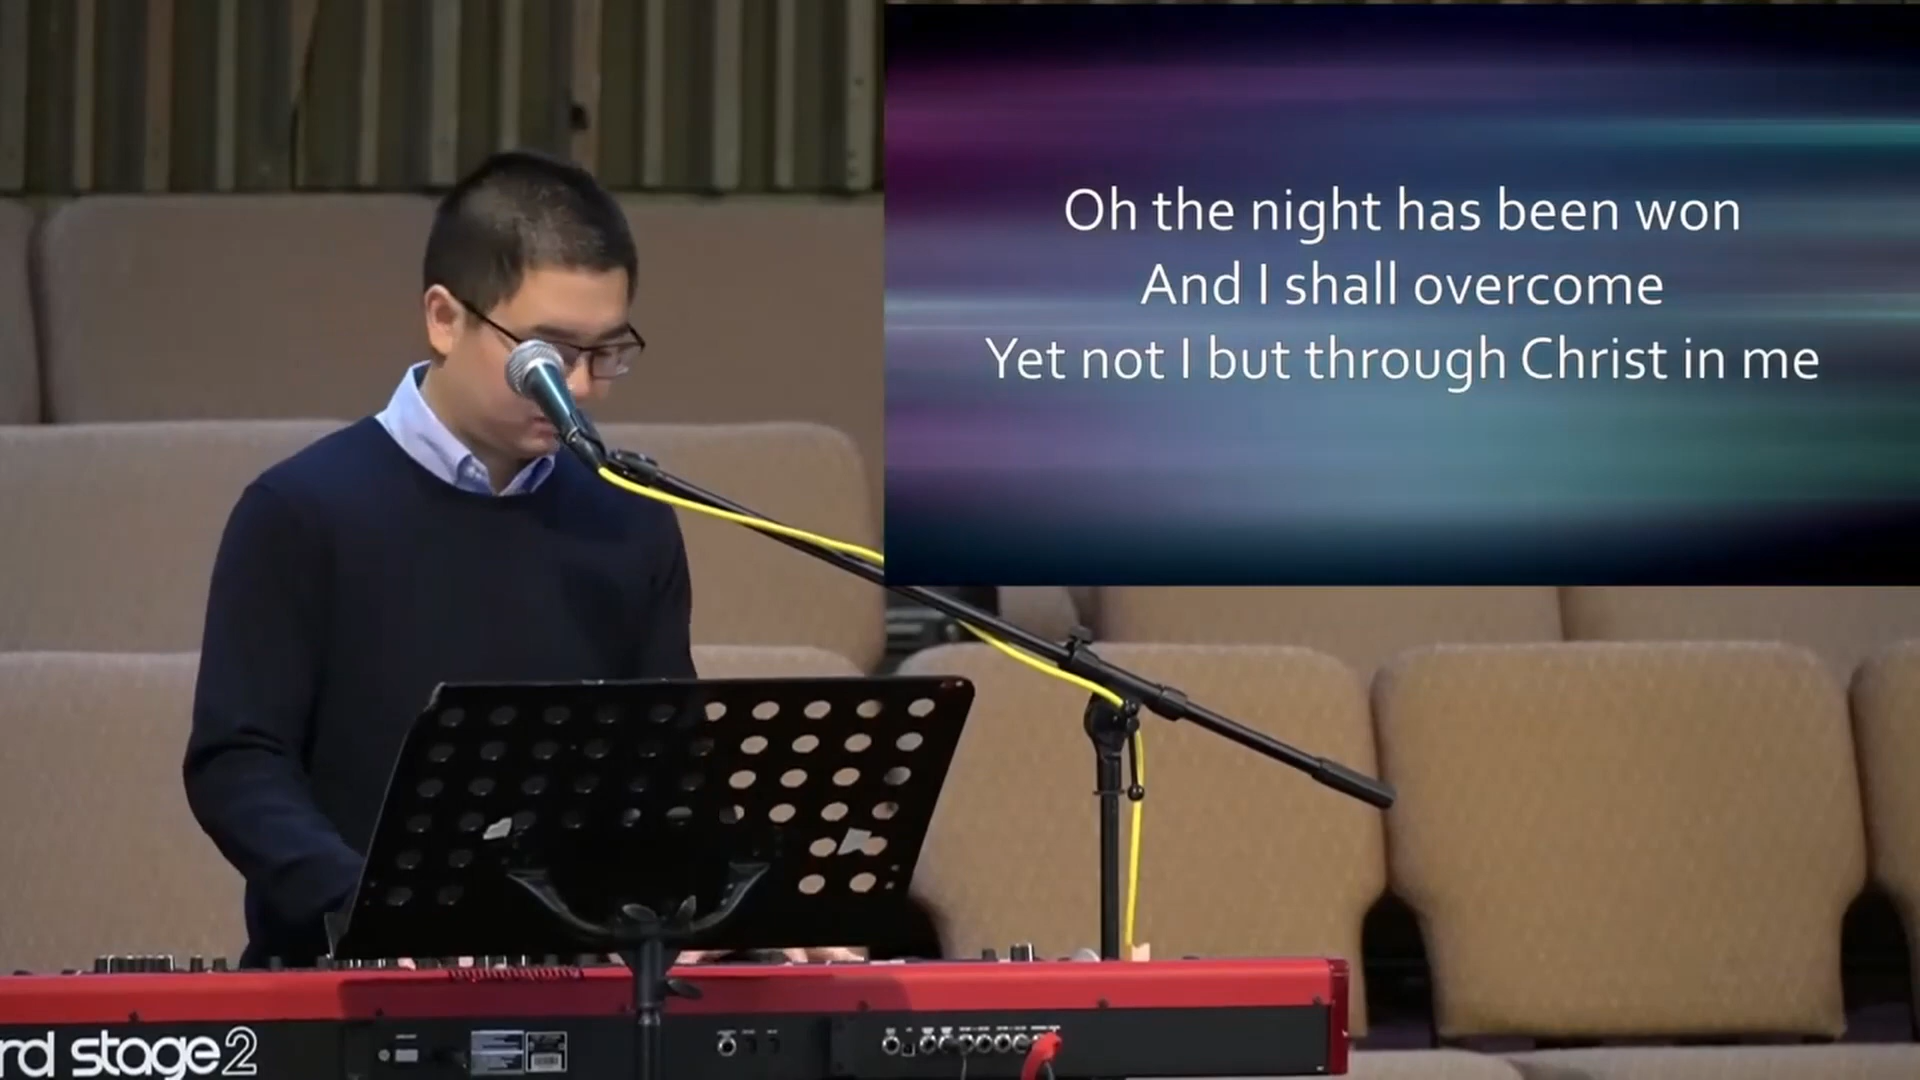 Oh the night has been won
And I shall overcome
Yet not I but through Christ in me
rd stage2